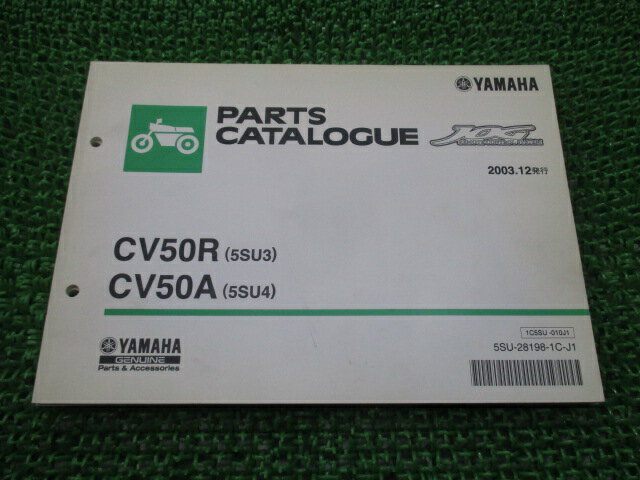 YAMAHA
PARTS
CATALOGUE
JOG
2003.12発行
CV50R (5SU3)
CV50A (5SU4)
YAMAHA
GENUINE
Parts & Accessories
1C5SU-010J1
5SU-28198-1C-J1